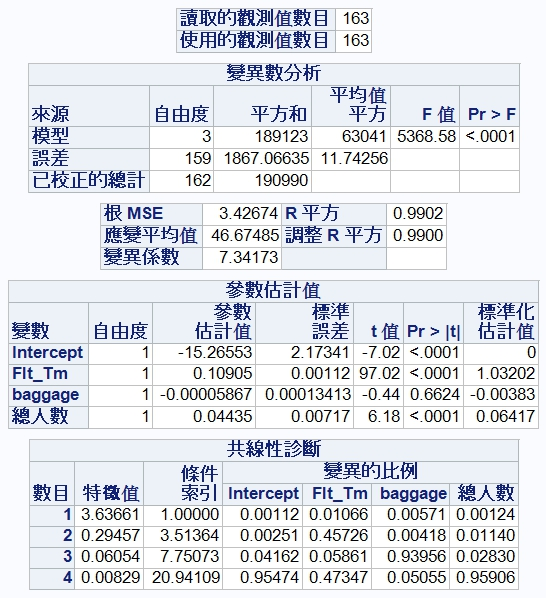 讀取的觀測值數目 163
使用的觀測值數目 163
變異數分析
來源 自由度 平方和 平均值平方 F 值 Pr > F
模型 3 189123 63041 5368.58 <.0001
誤差 159 1867.06635 11.74256
已校正的總計 162 190990
根 MSE 3.42674 R 平方 0.9902
應變平均值 46.67485 調整 R 平方 0.9900
變異係數 7.34173
參數估計值
變數 自由度 參數估計值 標準誤差 t 值 Pr > |t| 標準化估計值
Intercept 1 -15.26553 2.17341 -7.02 <.0001 0
Flt_Tm 1 0.10905 0.00112 97.02 <.0001 1.03202
baggage 1 -0.00005867 0.00013413 -0.44 0.6624 -0.00383
總人數 1 0.04435 0.00717 6.18 <.0001 0.06417
共線性診斷
數目 特徵值 條件索引 變異的比例
Intercept Flt_Tm baggage 總人數
1 3.63661 1.00000 0.00112 0.01066 0.00571 0.00124
2 0.29457 3.51364 0.00251 0.45726 0.00418 0.01140
3 0.06054 7.75073 0.04162 0.05861 0.93956 0.02830
4 0.00829 20.94109 0.95474 0.47347 0.05055 0.95906